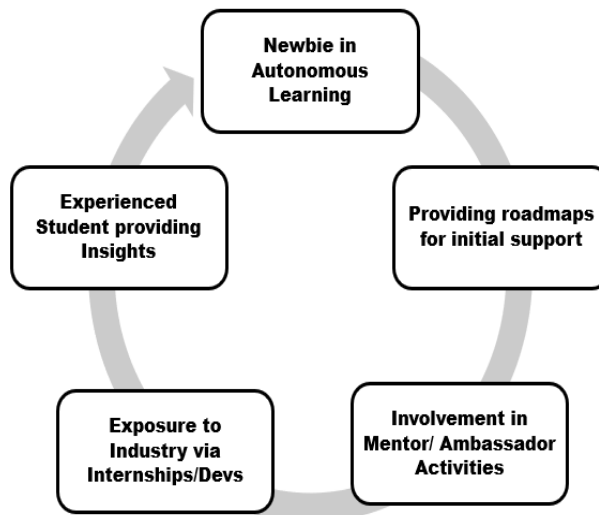 Newbie in
Autonomous
Learning
Providing roadmaps
for initial support
Involvement in
Mentor/ Ambassador
Activities
Exposure to
Industry via
Internships/Devs
Experienced
Student providing
Insights